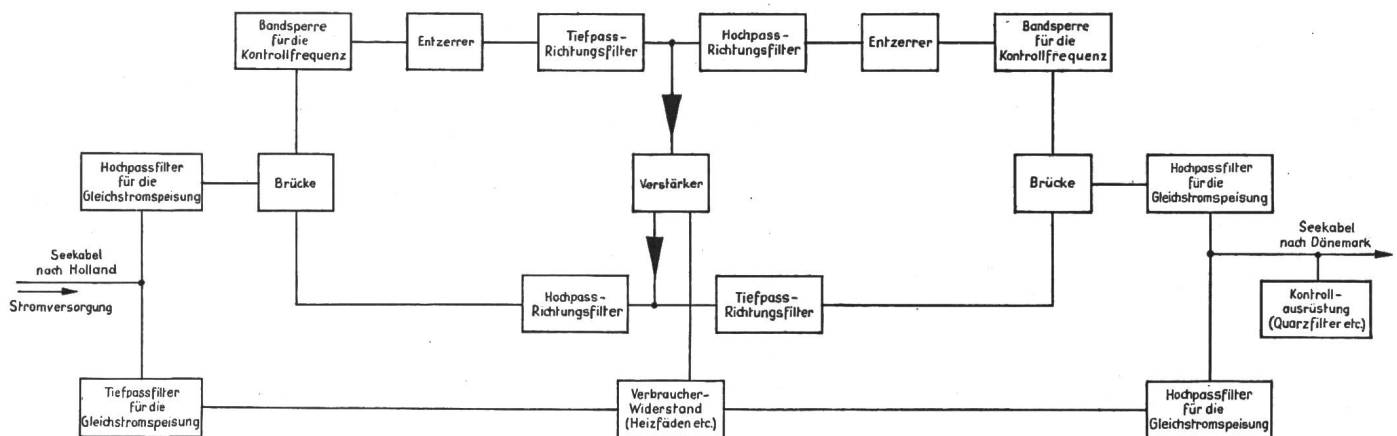 Bandsperre
für die
Kontrollfrequenz
Entzerrer
Tiefpass-
Richtungsfilter
Hochpass-
Richtungsfilter
Entzerrer
Bandsperre
für die
Kontrollfrequenz
Hochpassfilter
für die
Gleichstromspeisung
Brücke
Verstärker
Brücke
Hochpassfilter
für die
Gleichstromspeisung
Seekabel
nach Holland
Stromversorgung
Seekabel
nach Dänemark
Hochpass-
Richtungsfilter
Tiefpass-
Richtungsfilter
Kontroll-
ausrüstung
(Quarzfilter etc.)
Tiefpassfilter
für die
Gleichstromspeisung
Verbraucher-
Widerstand
(Heizfäden etc.)
Hochpassfilter
für die
Gleichstromspeisung